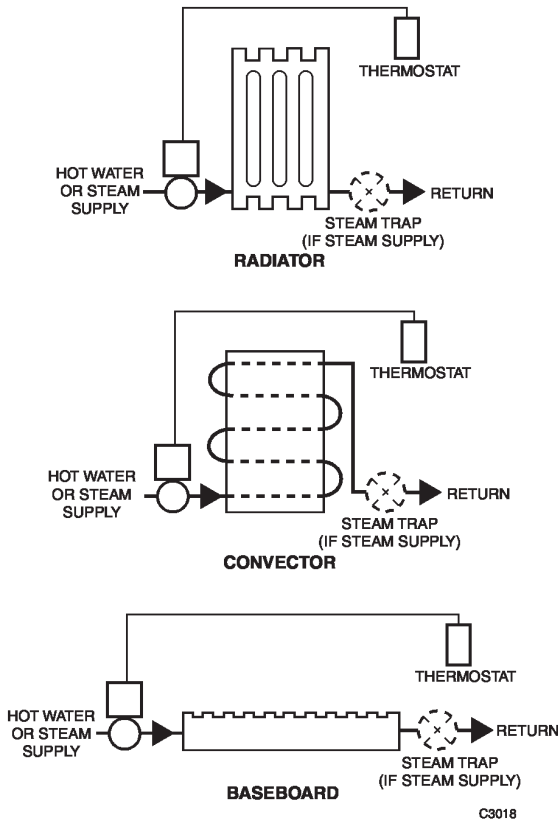 THERMOSTAT
HOT WATER
OR STEAM
SUPPLY
RETURN
STEAM TRAP
(IF STEAM SUPPLY)
RADIATOR
THERMOSTAT
HOT WATER
OR STEAM
SUPPLY
RETURN
STEAM TRAP
(IF STEAM SUPPLY)
CONVECTOR
THERMOSTAT
HOT WATER
OR STEAM
SUPPLY
RETURN
STEAM TRAP
(IF STEAM SUPPLY)
BASEBOARD
C3018